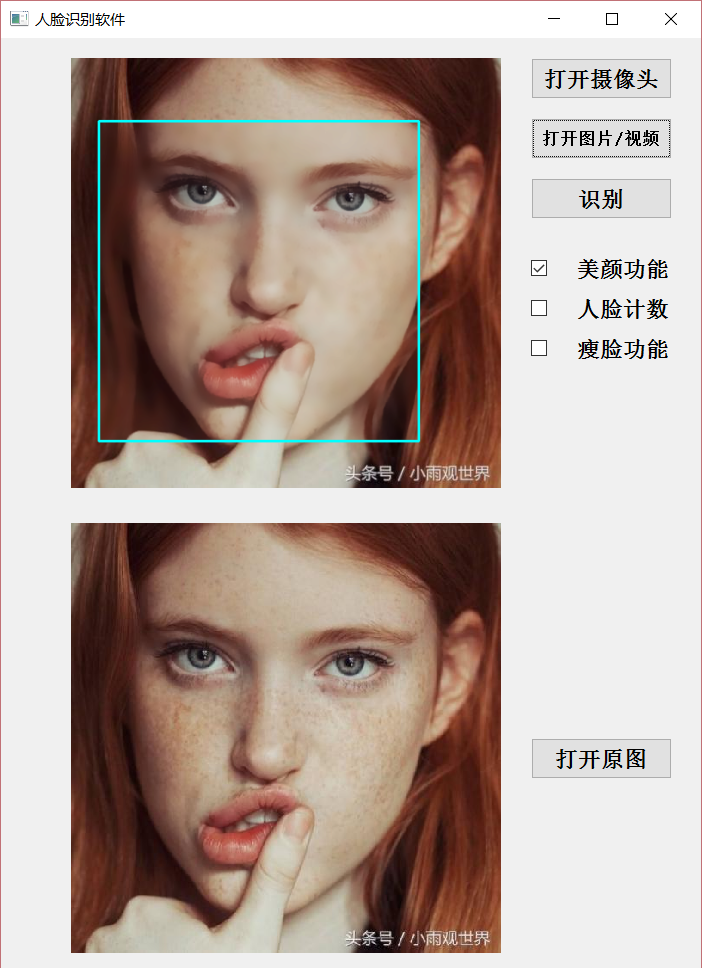 人脸识别软件
打开摄像头
打开图片/视频
识别
美颜功能
人脸计数
瘦脸功能
头条号 / 小雨观世界
打开原图
头条号 / 小雨观世界